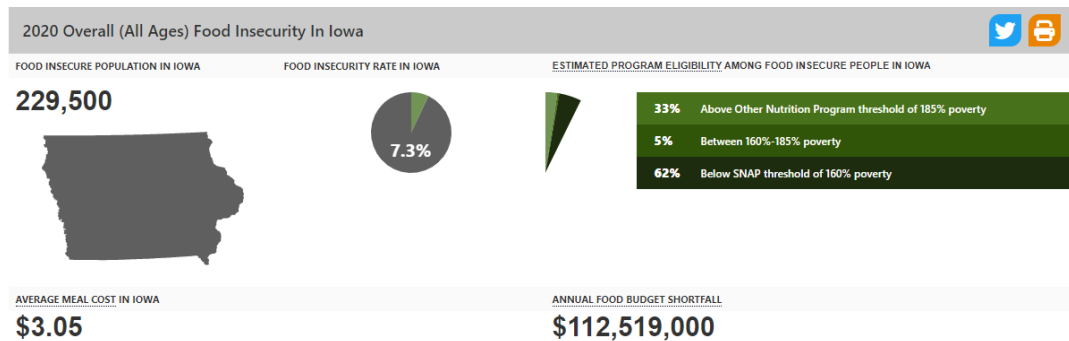 2020 Overall (All Ages) Food Insecurity In Iowa
FOOD INSECURE POPULATION IN IOWA
229,500
FOOD INSECURITY RATE IN IOWA
7.3%
ESTIMATED PROGRAM ELIGIBILITY AMONG FOOD INSECURE PEOPLE IN IOWA
33% Above Other Nutrition Program threshold of 185% poverty
5% Between 160%-185% poverty
62% Below SNAP threshold of 160% poverty
AVERAGE MEAL COST IN IOWA
$3.05
ANNUAL FOOD BUDGET SHORTFALL
$112,519,000